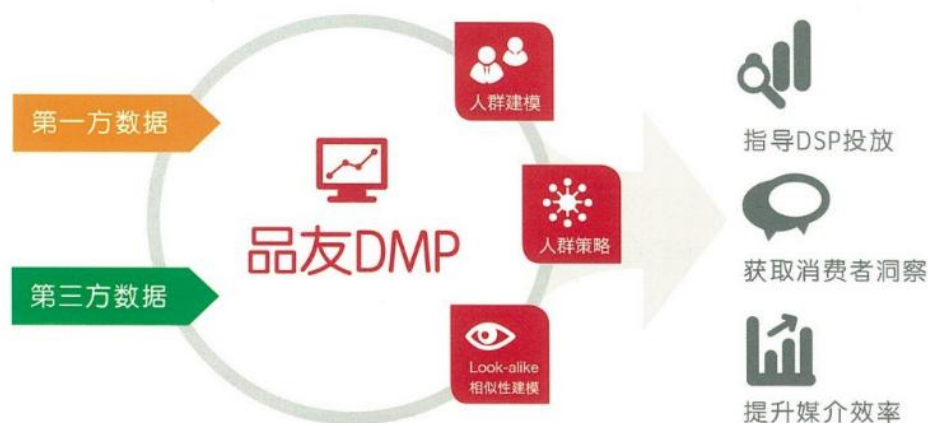 第一方数据
第三方数据
品友DMP
人群建模
人群策略
Look-alike
相似性建模
指导DSP投放
获取消费者洞察
提升媒介效率